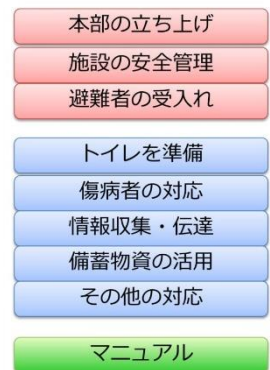 本部の立ち上げ
施設の安全管理
避難者の受入れ
トイレを準備
傷病者の対応
情報収集・伝達
備蓄物資の活用
その他の対応
マニュアル